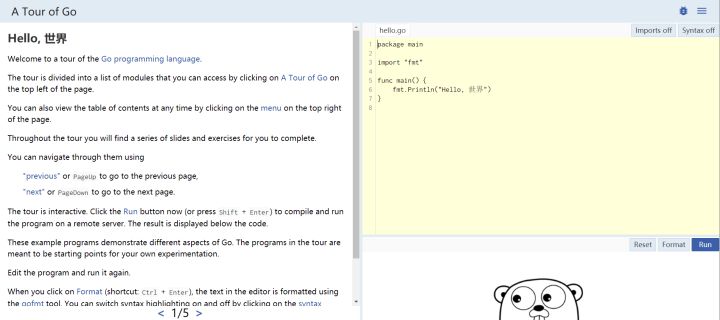 A Tour of Go
Hello, 世界
Welcome to a tour of the Go programming language.
The tour is divided into a list of modules that you can access by clicking on A Tour of Go on
the top left of the page.
You can also view the table of contents at any time by clicking on the menu on the top right
of the page.
Throughout the tour you will find a series of slides and exercises for you to complete.
You can navigate through them using
"previous" or PageUp to go to the previous page,
"next" or PageDown to go to the next page.
The tour is interactive. Click the Run button now (or press Shift + Enter) to compile and run
the program on a remote server. The result is displayed below the code.
These example programs demonstrate different aspects of Go. The programs in the tour are
meant to be starting points for your own experimentation.
Edit the program and run it again.
When you click on Format (shortcut: Ctrl + Enter), the text in the editor is formatted using
the gofmt tool. You can switch syntax highlighting on and off by clicking on the syntax
< 1/5 >
hello.go
Imports off
Syntax off
1 package main
2
3 import "fmt"
4
5 func main() {
6 fmt.Println("Hello, 世界")
7 }
8
Reset
Format
Run